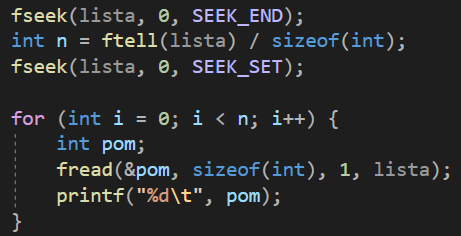 fseek(lista, 0, SEEK_END);
int n = ftell(lista) / sizeof(int);
fseek(lista, 0, SEEK_SET);
for (int i = 0; i < n; i++) {
int pom;
fread(&pom, sizeof(int), 1, lista);
printf("%d\t", pom);
}